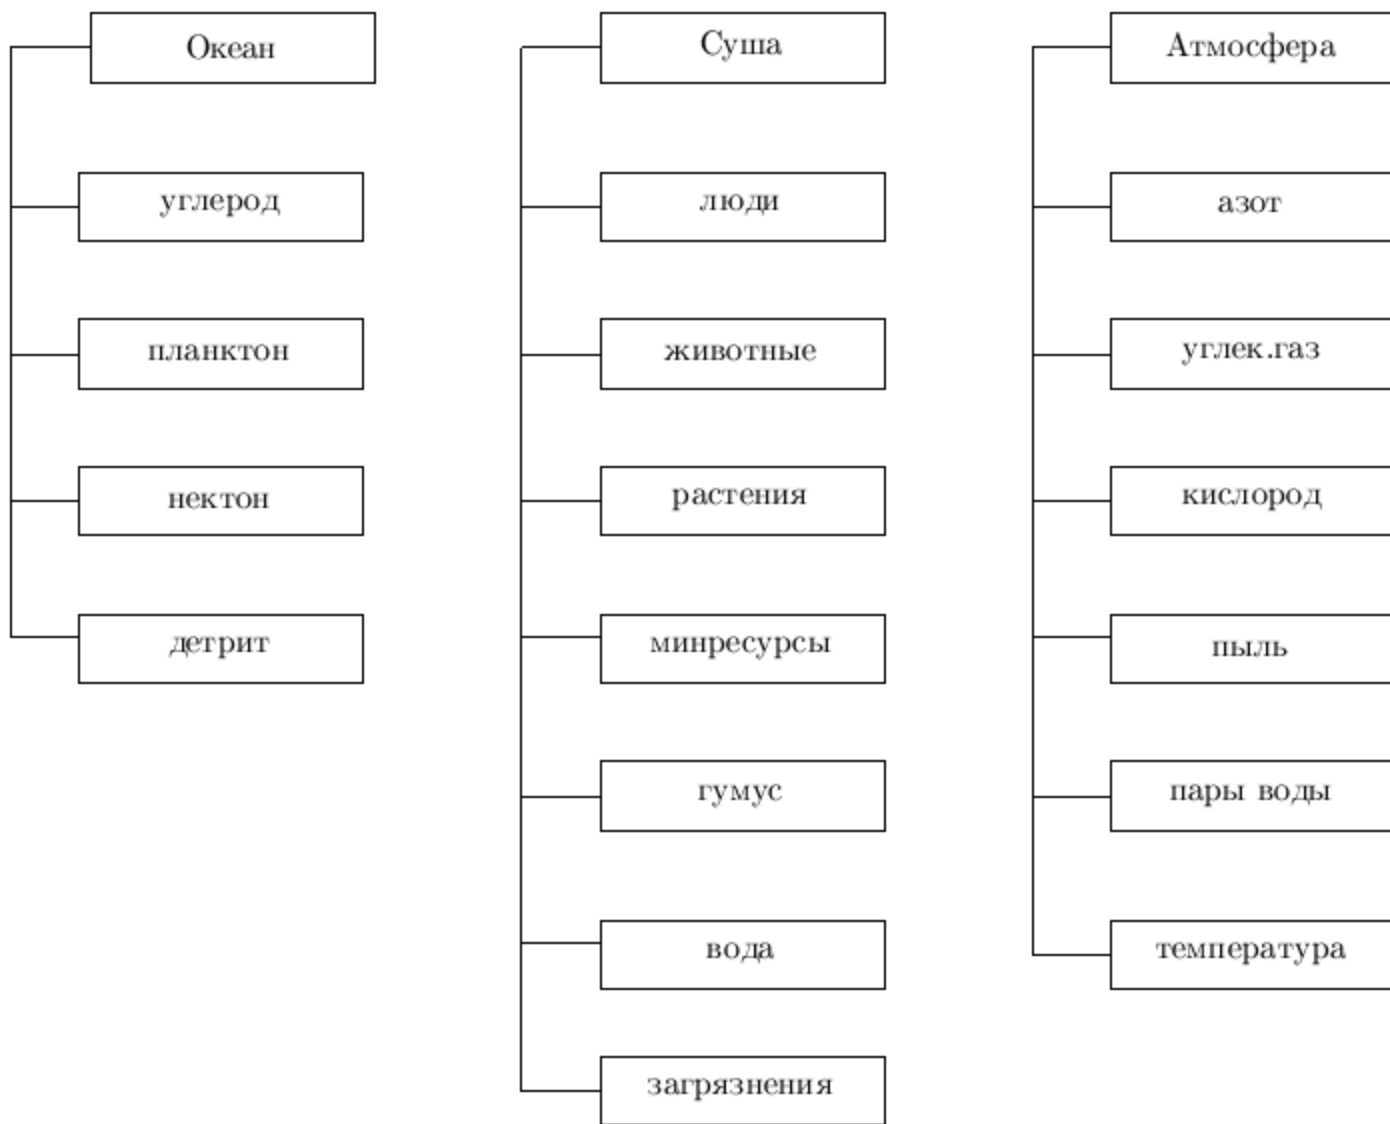 Океан
углерод
планктон
нектон
детрит
Суша
люди
животные
растения
минресурсы
гумус
вода
загрязнения
Атмосфера
азот
углек.газ
кислород
пыль
пары воды
температура